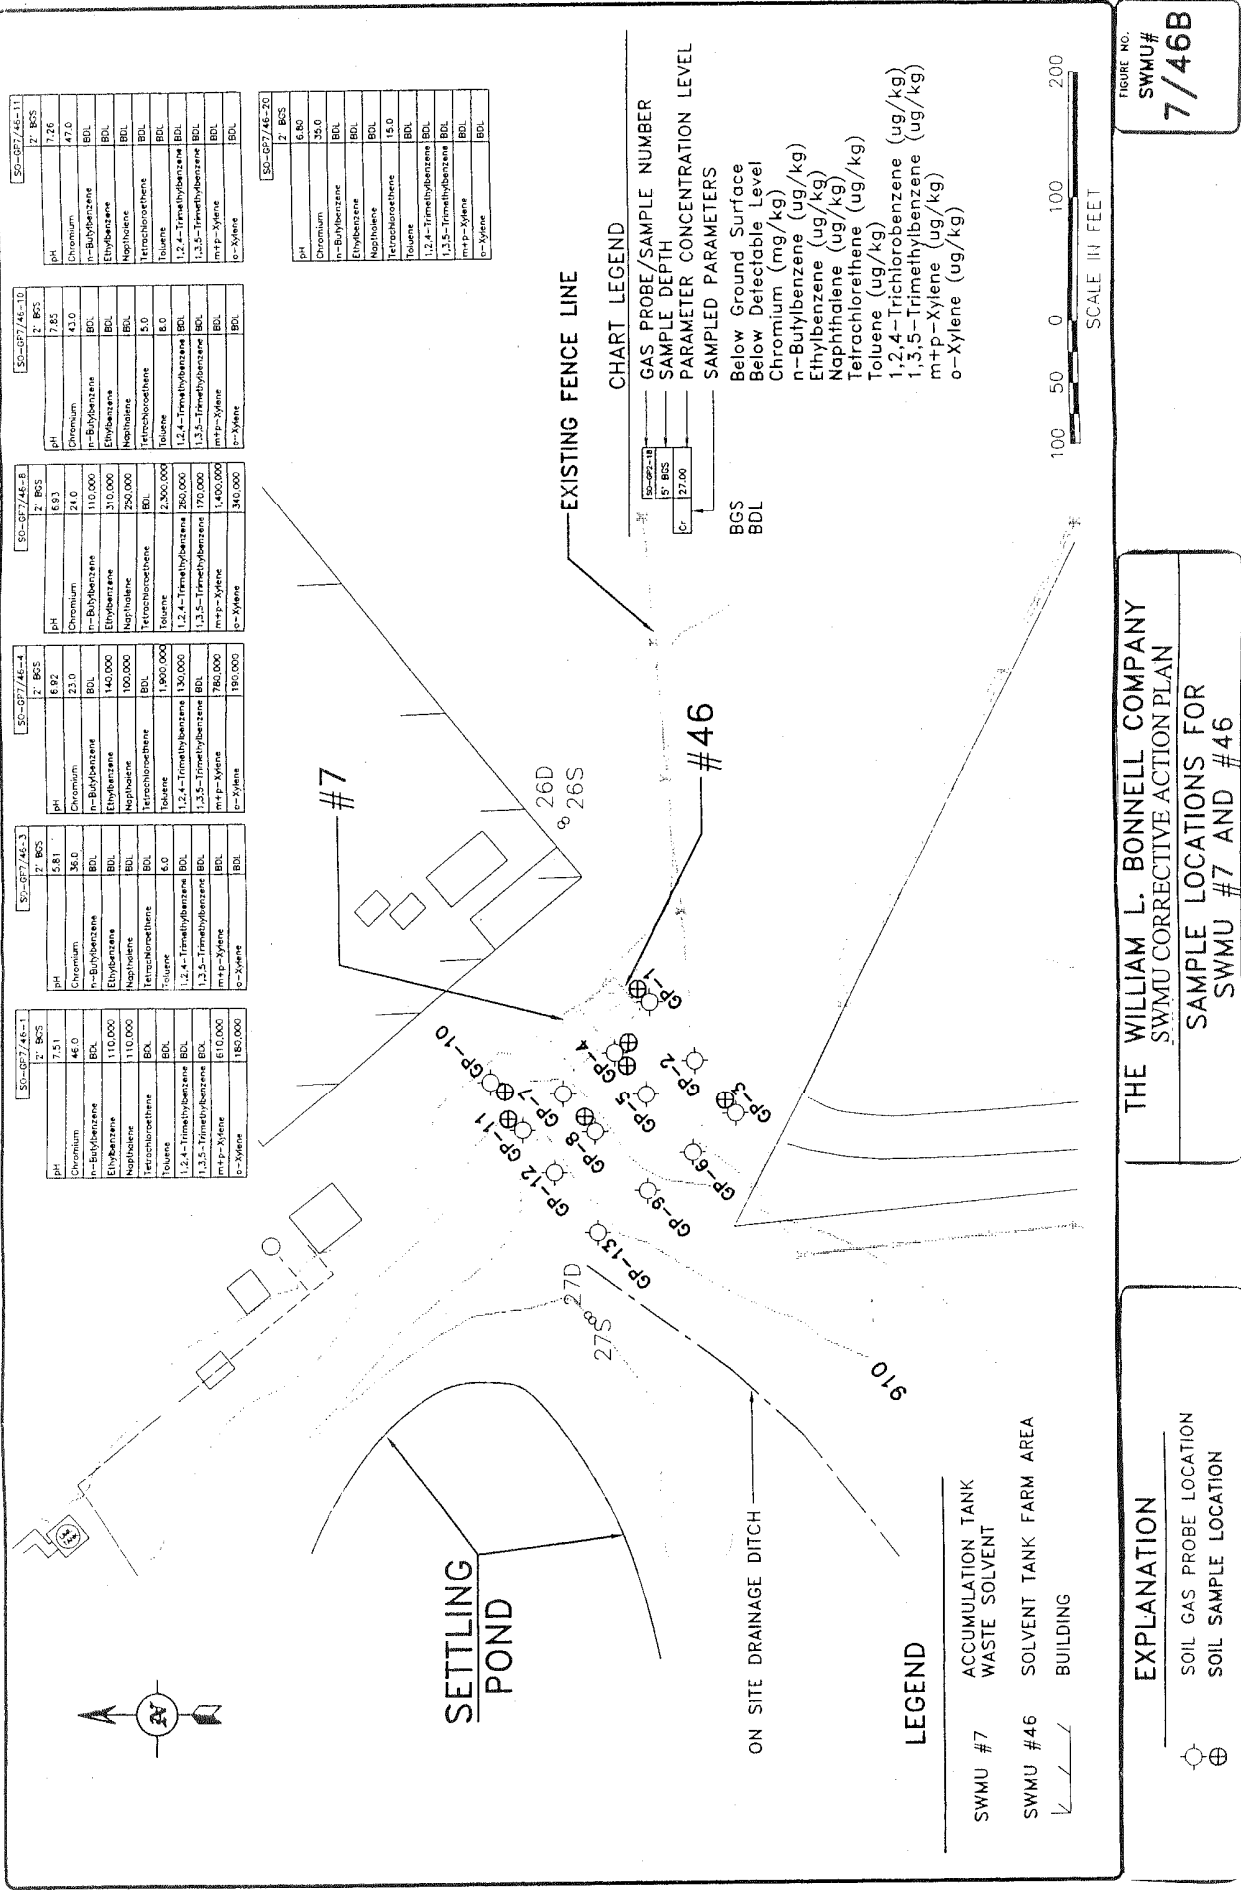 SO-GP7/46-1
2' BGS
pH 7.51
Chromium 46.0
n-Butylbenzene BDL
Ethylbenzene 110,000
Napthalene 110,000
Tetrachloroethene BDL
Toluene BDL
1,2,4-Trimethylbenzene BDL
1,3,5-Trimethylbenzene BDL
m+p-Xylene 610,000
o-Xylene 180,000
SO-GP7/46-3
2' BGS
pH 5.81
Chromium 36.0
n-Butylbenzene BDL
Ethylbenzene BDL
Napthalene BDL
Tetrachloroethene BDL
Toluene 6.0
1,2,4-Trimethylbenzene BDL
1,3,5-Trimethylbenzene BDL
m+p-Xylene BDL
o-Xylene BDL
SO-GP7/46-4
2' BGS
pH 6.92
Chromium 23.0
n-Butylbenzene BDL
Ethylbenzene 140,000
Napthalene 100,000
Tetrachloroethene BDL
Toluene 1,900,000
1,2,4-Trimethylbenzene 130,000
1,3,5-Trimethylbenzene BDL
m+p-Xylene 780,000
o-Xylene 190,000
SO-GP7/46-8
2' BGS
pH 6.93
Chromium 24.0
n-Butylbenzene 110,000
Ethylbenzene 310,000
Napthalene 250,000
Tetrachloroethene BDL
Toluene 2,300,000
1,2,4-Trimethylbenzene 260,000
1,3,5-Trimethylbenzene 170,000
m+p-Xylene 1,400,000
o-Xylene 340,000
SO-GP7/46-10
2' BGS
pH 7.85
Chromium 43.0
n-Butylbenzene BDL
Ethylbenzene BDL
Napthalene BDL
Tetrachloroethene 5.0
Toluene 8.0
1,2,4-Trimethylbenzene BDL
1,3,5-Trimethylbenzene BDL
m+p-Xylene BDL
o-Xylene BDL
SO-GP7/46-11
2' BGS
pH 7.26
Chromium 47.0
n-Butylbenzene BDL
Ethylbenzene BDL
Napthalene BDL
Tetrachloroethene BDL
Toluene BDL
1,2,4-Trimethylbenzene BDL
1,3,5-Trimethylbenzene BDL
m+p-Xylene BDL
o-Xylene BDL
SO-GP7/46-20
2' BGS
pH 6.80
Chromium 35.0
n-Butylbenzene BDL
Ethylbenzene BDL
Napthalene BDL
Tetrachloroethene 15.0
Toluene BDL
1,2,4-Trimethylbenzene BDL
1,3,5-Trimethylbenzene BDL
m+p-Xylene BDL
o-Xylene BDL
N
TANK
#7
26D
26S
EXISTING FENCE LINE
#46
GP-10
GP-11
GP-7
GP-4
GP-1
GP-12
GP-8
GP-5
GP-2
GP-3
GP-13
GP-9
GP-6
27D
27S
910
SETTLING
POND
ON SITE DRAINAGE DITCH
CHART LEGEND
SO-GP2-18
5' BGS
Cr 27.00
GAS PROBE/SAMPLE NUMBER
SAMPLE DEPTH
PARAMETER CONCENTRATION LEVEL
SAMPLED PARAMETERS
BGS Below Ground Surface
BDL Below Detectable Level
Chromium (mg/kg)
n-Butylbenzene (ug/kg)
Ethylbenzene (ug/kg)
Naphthalene (ug/kg)
Tetrachlorethene (ug/kg)
Toluene (ug/kg)
1,2,4-Trichlorobenzene (ug/kg)
1,3,5-Trimethylbenzene (ug/kg)
m+p-Xylene (ug/kg)
o-Xylene (ug/kg)
100 50 0 100 200
SCALE IN FEET
LEGEND
SWMU #7 ACCUMULATION TANK
WASTE SOLVENT
SWMU #46 SOLVENT TANK FARM AREA
BUILDING
EXPLANATION
SOIL GAS PROBE LOCATION
SOIL SAMPLE LOCATION
THE WILLIAM L. BONNELL COMPANY
SWMU CORRECTIVE ACTION PLAN
SAMPLE LOCATIONS FOR
SWMU #7 AND #46
FIGURE NO.
SWMU#
7/46B